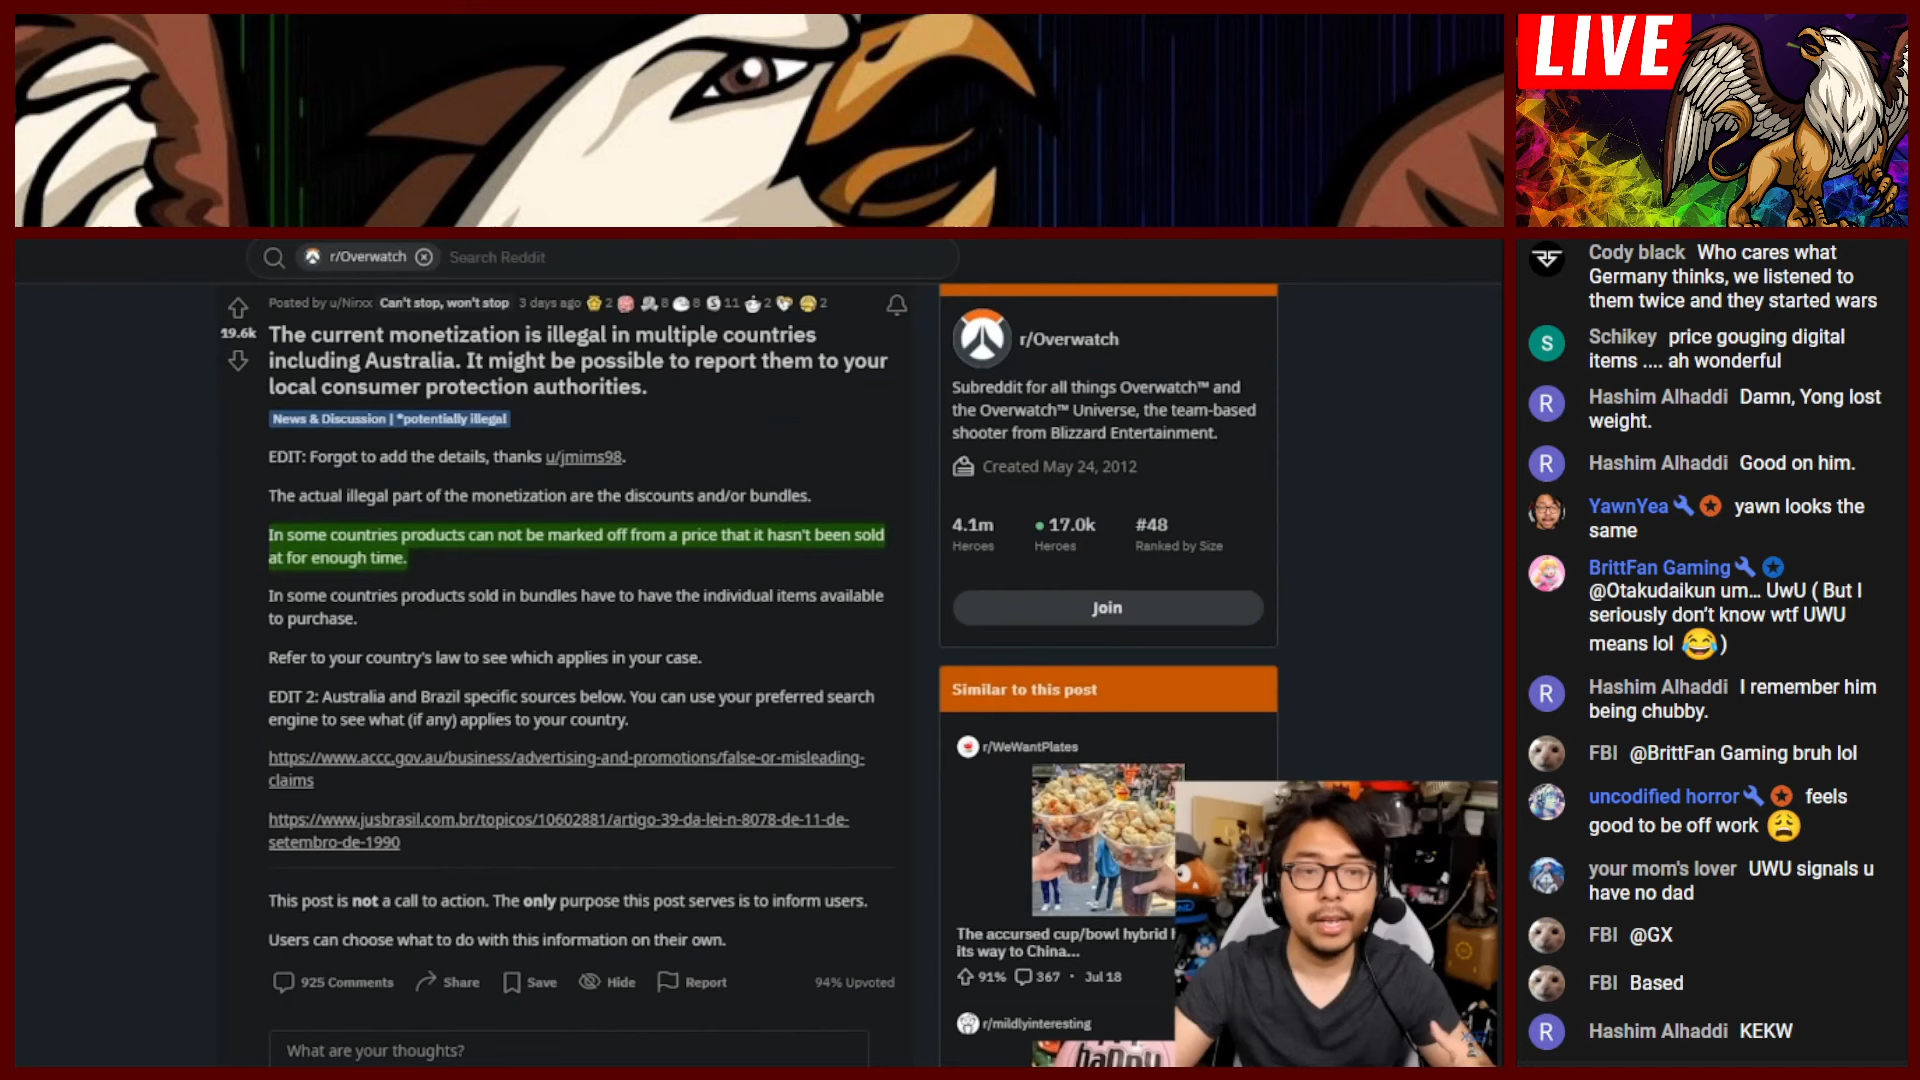 LIVE
r/Overwatch
Search Reddit
Posted by u/Nirxx Can't stop, won't stop 3 days ago 2 8 8 11 2 2
19.6k
The current monetization is illegal in multiple countries
including Australia. It might be possible to report them to your
local consumer protection authorities.
News & Discussion | *potentially illegal
EDIT: Forgot to add the details, thanks u/jmims98.
The actual illegal part of the monetization are the discounts and/or bundles.
In some countries products can not be marked off from a price that it hasn't been sold
at for enough time.
In some countries products sold in bundles have to have the individual items available
to purchase.
Refer to your country's law to see which applies in your case.
EDIT 2: Australia and Brazil specific sources below. You can use your preferred search
engine to see what (if any) applies to your country.
https://www.accc.gov.au/business/advertising-and-promotions/false-or-misleading-
claims
https://www.jusbrasil.com.br/topicos/10602881/artigo-39-da-lei-n-8078-de-11-de-
setembro-de-1990
This post is not a call to action. The only purpose this post serves is to inform users.
Users can choose what to do with this information on their own.
925 Comments Share Save Hide Report 94% Upvoted
What are your thoughts?
r/Overwatch
Subreddit for all things Overwatch™ and
the Overwatch™ Universe, the team-based
shooter from Blizzard Entertainment.
Created May 24, 2012
4.1m 17.0k #48
Heroes Heroes Ranked by Size
Join
Similar to this post
r/WeWantPlates
The accursed cup/bowl hybrid
its way to China...
91% 367 · Jul 18
r/mildlyinteresting
Cody black Who cares what
Germany thinks, we listened to
them twice and they started wars
Schikey price gouging digital
items .... ah wonderful
Hashim Alhaddi Damn, Yong lost
weight.
Hashim Alhaddi Good on him.
YawnYea yawn looks the
same
BrittFan Gaming
@Otakudaikun um... UwU ( But I
seriously don't know wtf UWU
means lol 😂)
Hashim Alhaddi I remember him
being chubby.
FBI @BrittFan Gaming bruh lol
uncodified horror feels
good to be off work 😩
your mom's lover UWU signals u
have no dad
FBI @GX
FBI Based
Hashim Alhaddi KEKW